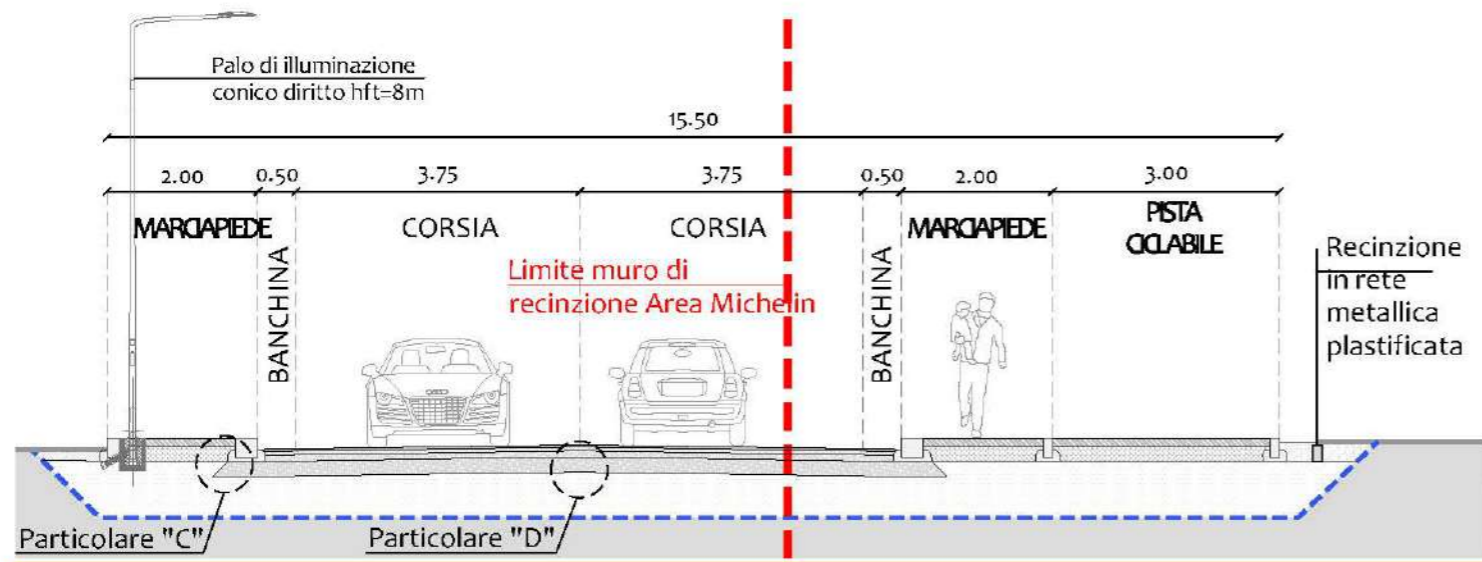 Palo di illuminazione
conico diritto hft=8m
15.50
2.00 0.50 3.75 3.75 0.50 2.00 3.00
MARCIAPIEDE
BANCHINA
CORSIA
CORSIA
BANCHINA
MARCIAPIEDE
PISTA
CICLABILE
Limite muro di
recinzione Area Michelin
Recinzione
in rete
metallica
plastificata
Particolare "C"
Particolare "D"